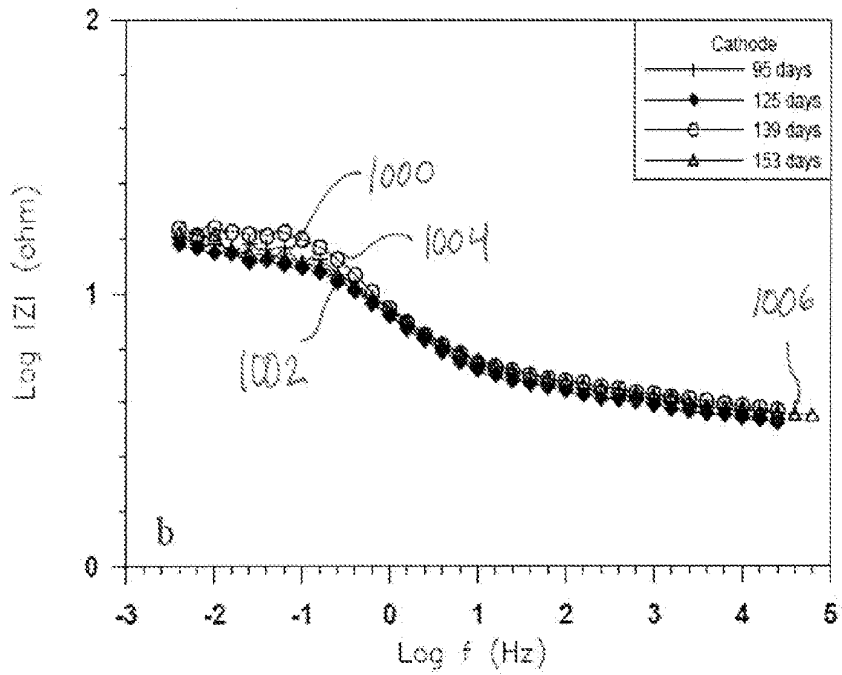 2
Cathode
95 days
125 days
139 days
153 days
1000
1004
1006
1002
Log |Z| (ohm)
1
b
0
-3 -2 -1 0 1 2 3 4 5
Log f (Hz)